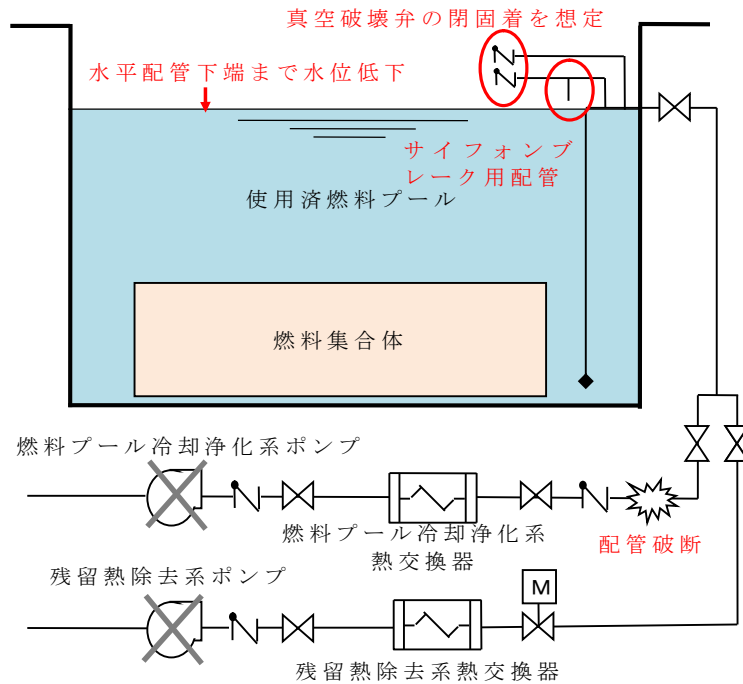 真空破壊弁の閉固着を想定
水平配管下端まで水位低下
サイフォンブ
レーク用配管
使用済燃料プール
燃料集合体
燃料プール冷却浄化系ポンプ
燃料プール冷却浄化系
熱交換器
配管破断
残留熱除去系ポンプ
M
残留熱除去系熱交換器